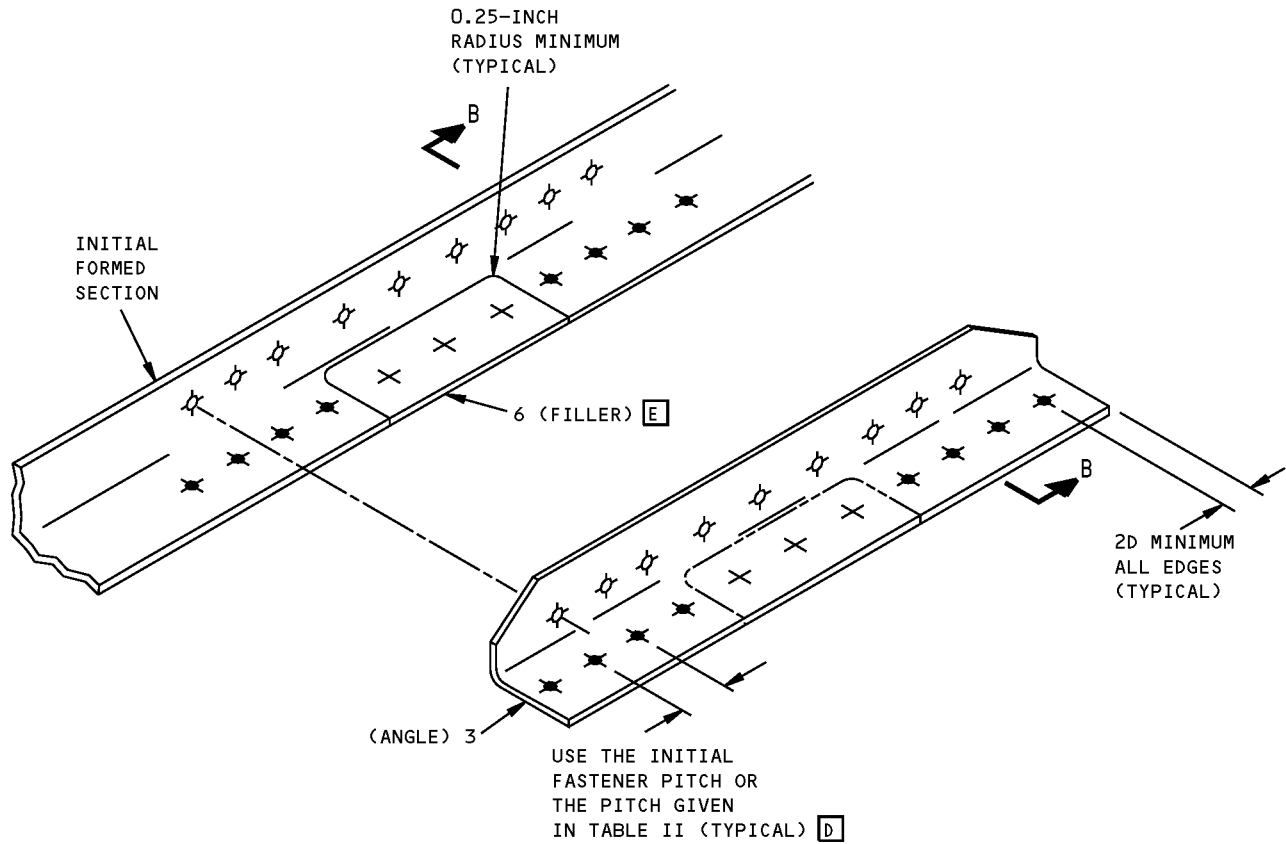 0.25-INCH
RADIUS MINIMUM
(TYPICAL)
B
INITIAL
FORMED
SECTION
6 (FILLER) E
B
2D MINIMUM
ALL EDGES
(TYPICAL)
(ANGLE) 3
USE THE INITIAL
FASTENER PITCH OR
THE PITCH GIVEN
IN TABLE II (TYPICAL) D